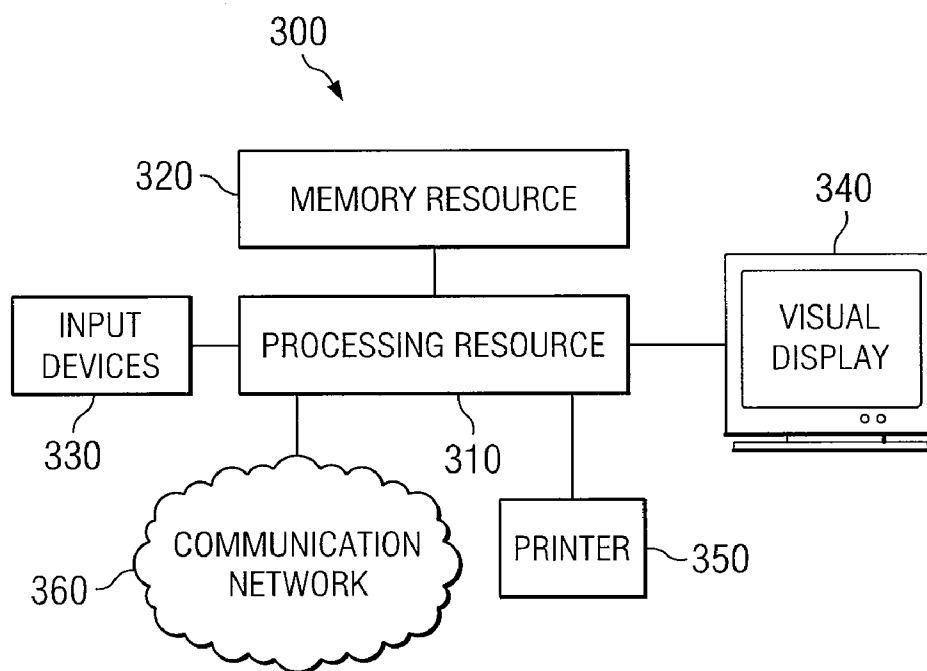 300
320
MEMORY RESOURCE
340
INPUT
DEVICES
PROCESSING RESOURCE
VISUAL
DISPLAY
330
310
COMMUNICATION
NETWORK
360
PRINTER
350